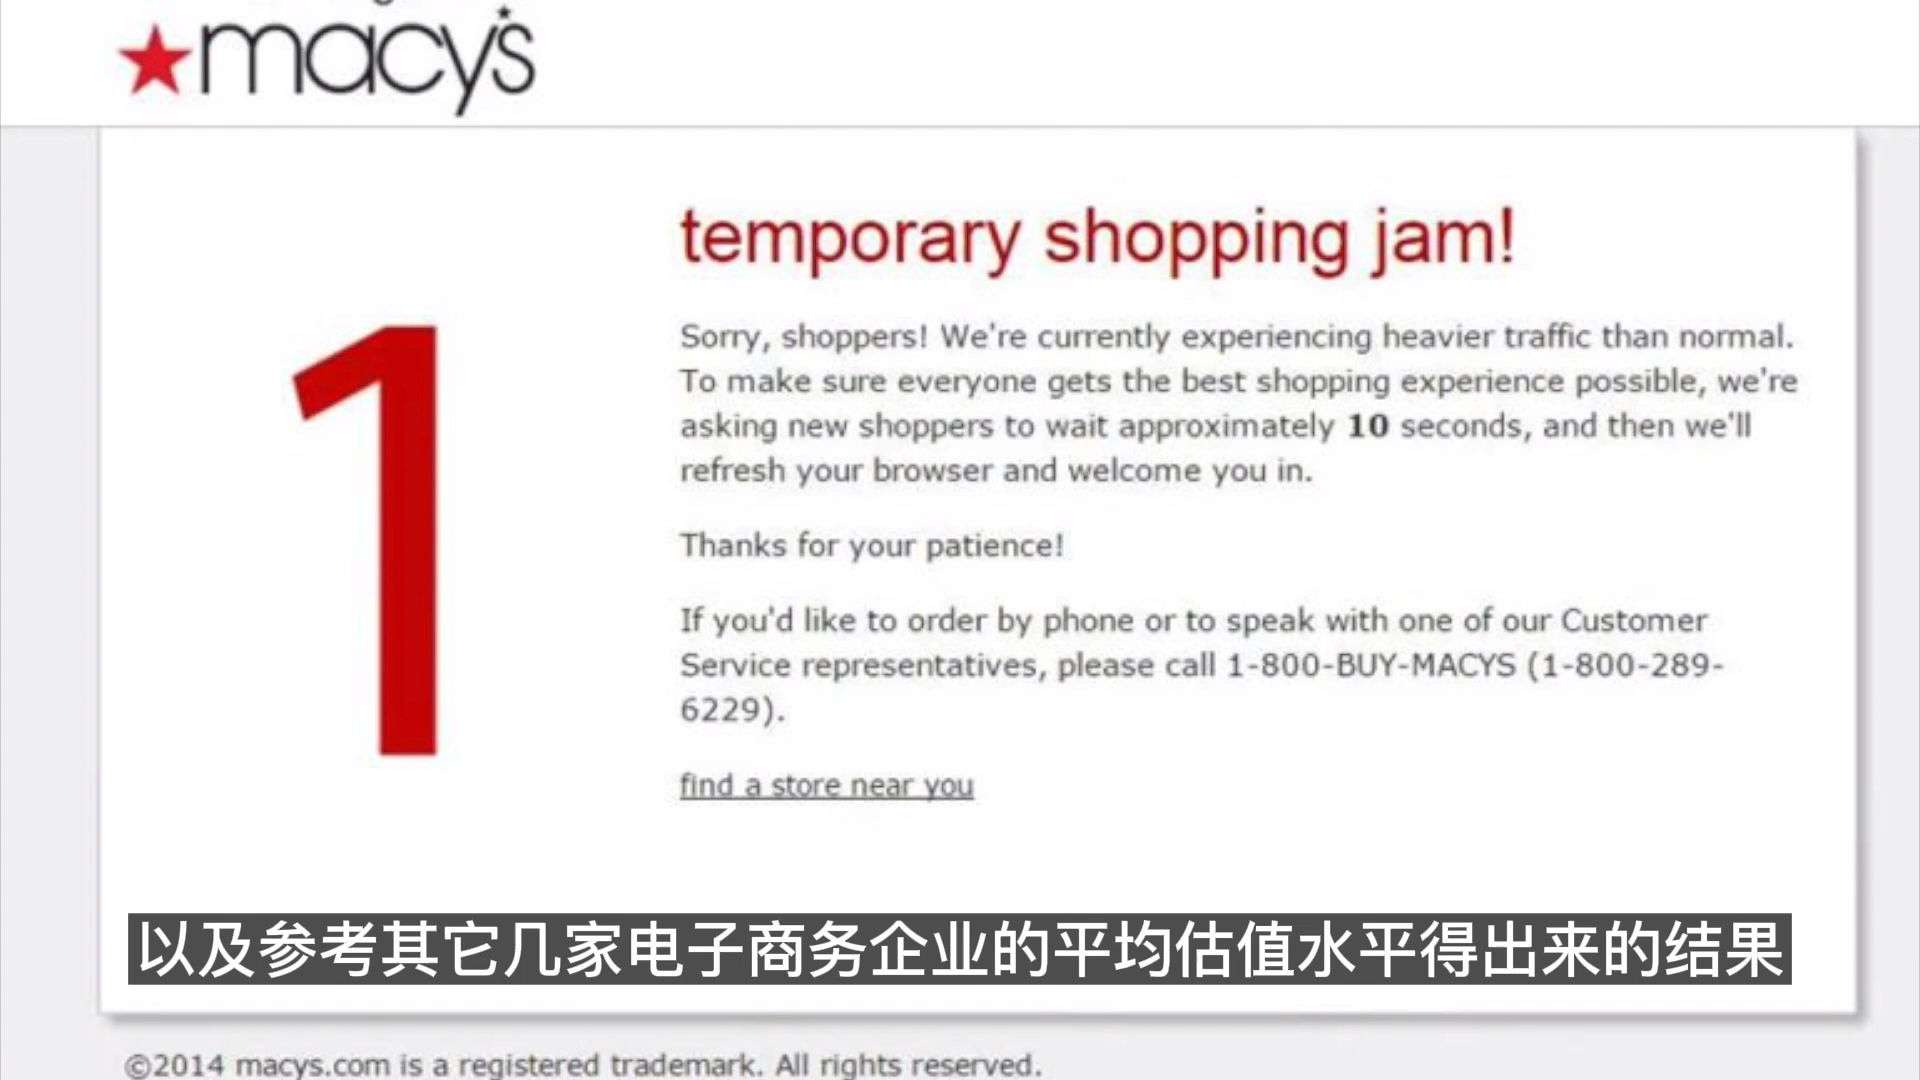 macy's
1
temporary shopping jam!
Sorry, shoppers! We're currently experiencing heavier traffic than normal.
To make sure everyone gets the best shopping experience possible, we're
asking new shoppers to wait approximately 10 seconds, and then we'll
refresh your browser and welcome you in.
Thanks for your patience!
If you'd like to order by phone or to speak with one of our Customer
Service representatives, please call 1-800-BUY-MACYS (1-800-289-
6229).
find a store near you
以及参考其它几家电子商务企业的平均估值水平得出来的结果
©2014 macys.com is a registered trademark. All rights reserved.